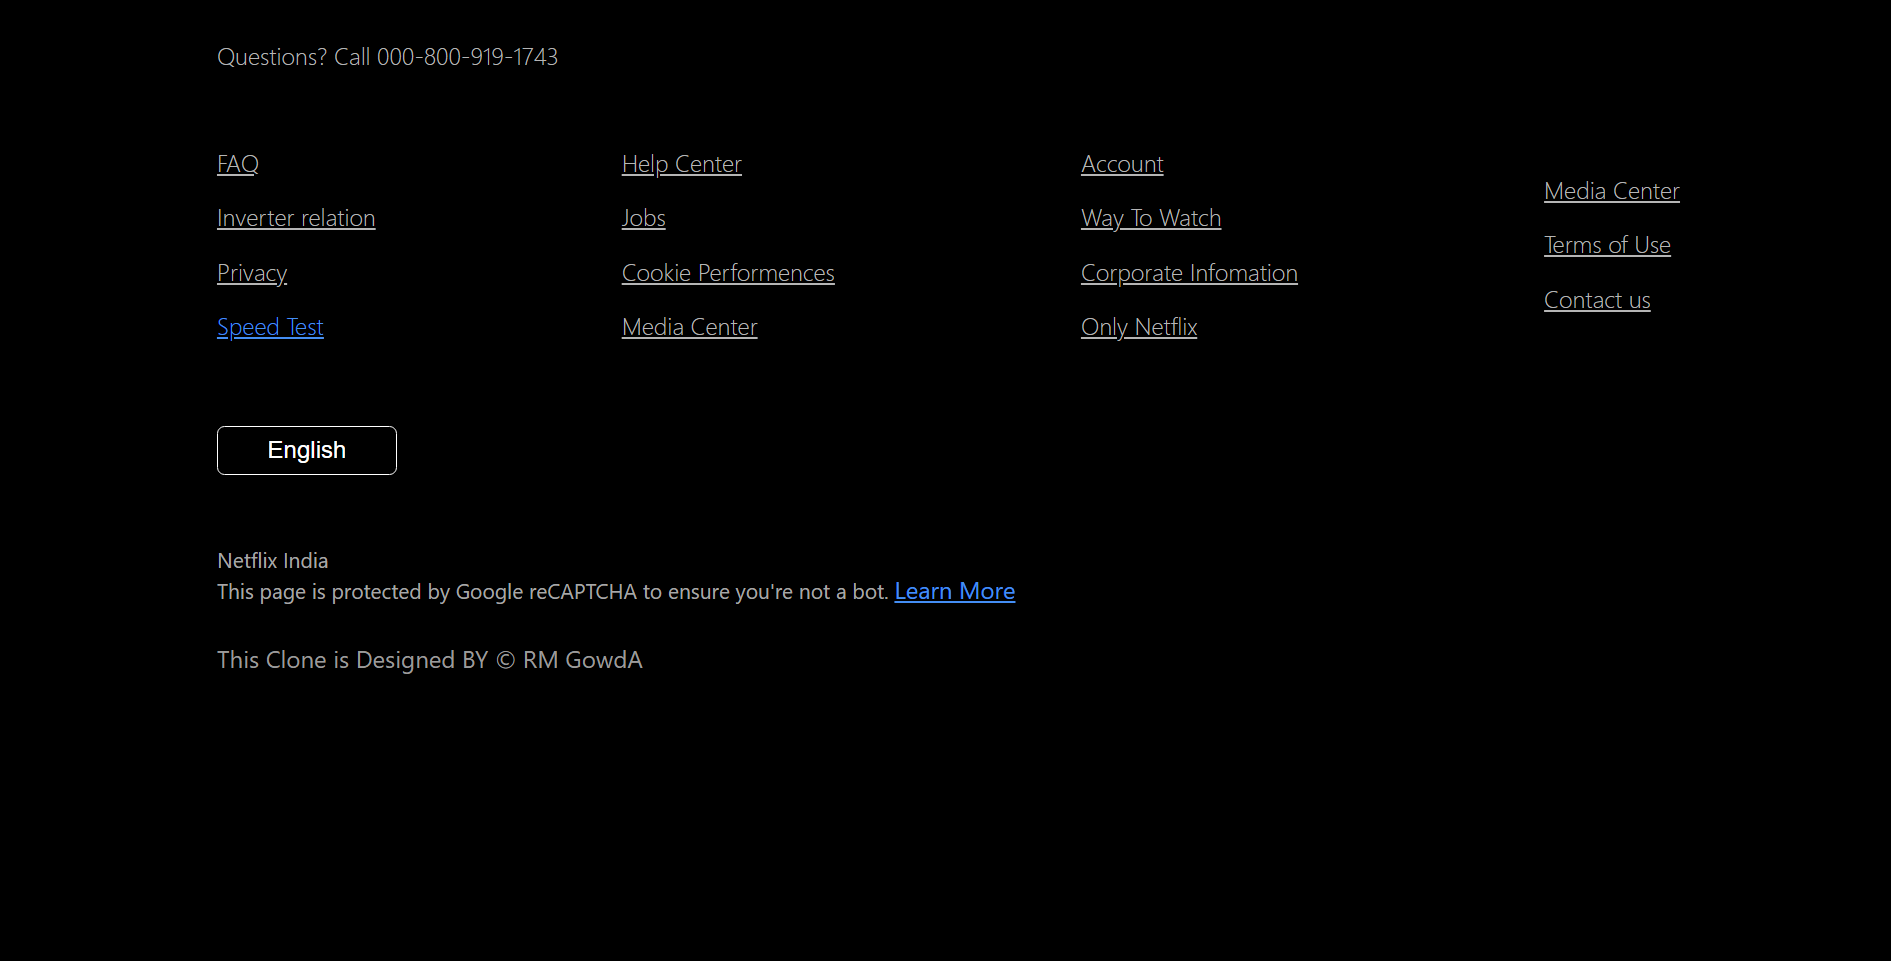 Questions? Call 000-800-919-1743
FAQ
Inverter relation
Privacy
Speed Test
Help Center
Jobs
Cookie Performences
Media Center
Account
Way To Watch
Corporate Infomation
Only Netflix
Media Center
Terms of Use
Contact us
English
Netflix India
This page is protected by Google reCAPTCHA to ensure you're not a bot. Learn More
This Clone is Designed BY © RM GowdA